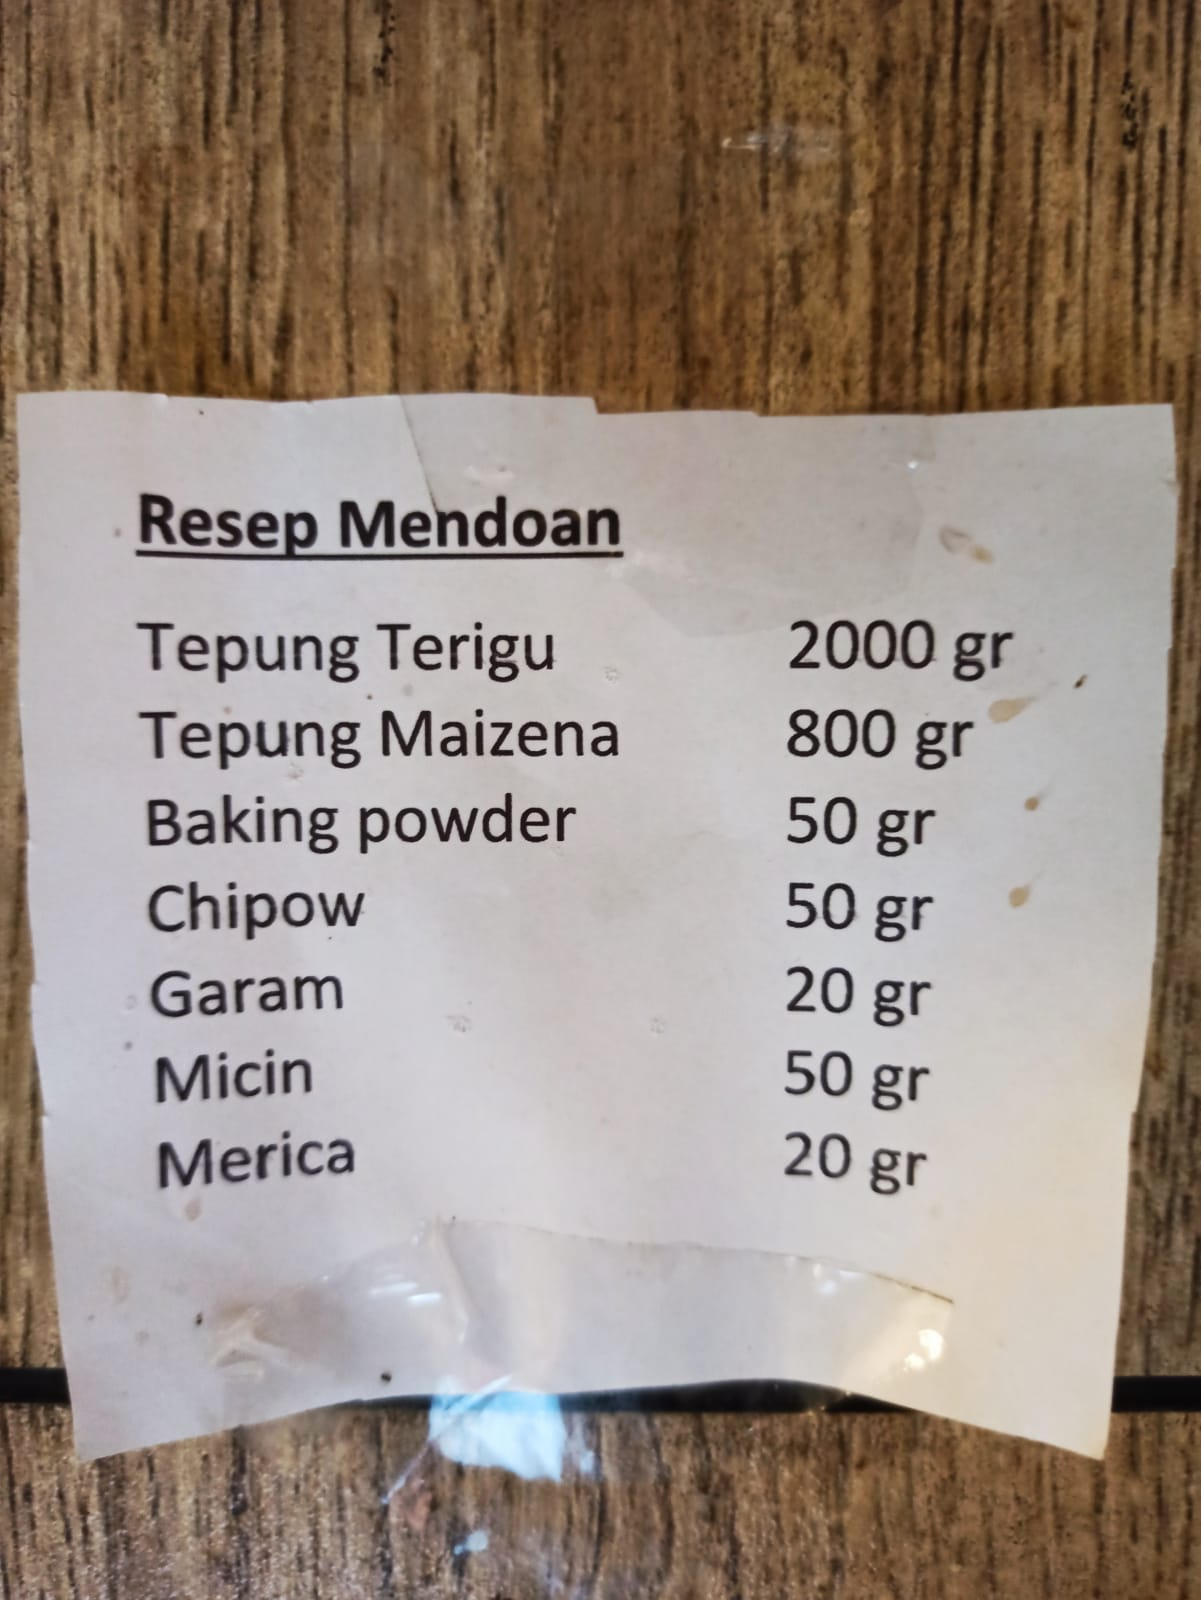 Resep Mendoan
Tepung Terigu 2000 gr
Tepung Maizena 800 gr
Baking powder 50 gr
Chipow 50 gr
Garam 20 gr
Micin 50 gr
Merica 20 gr